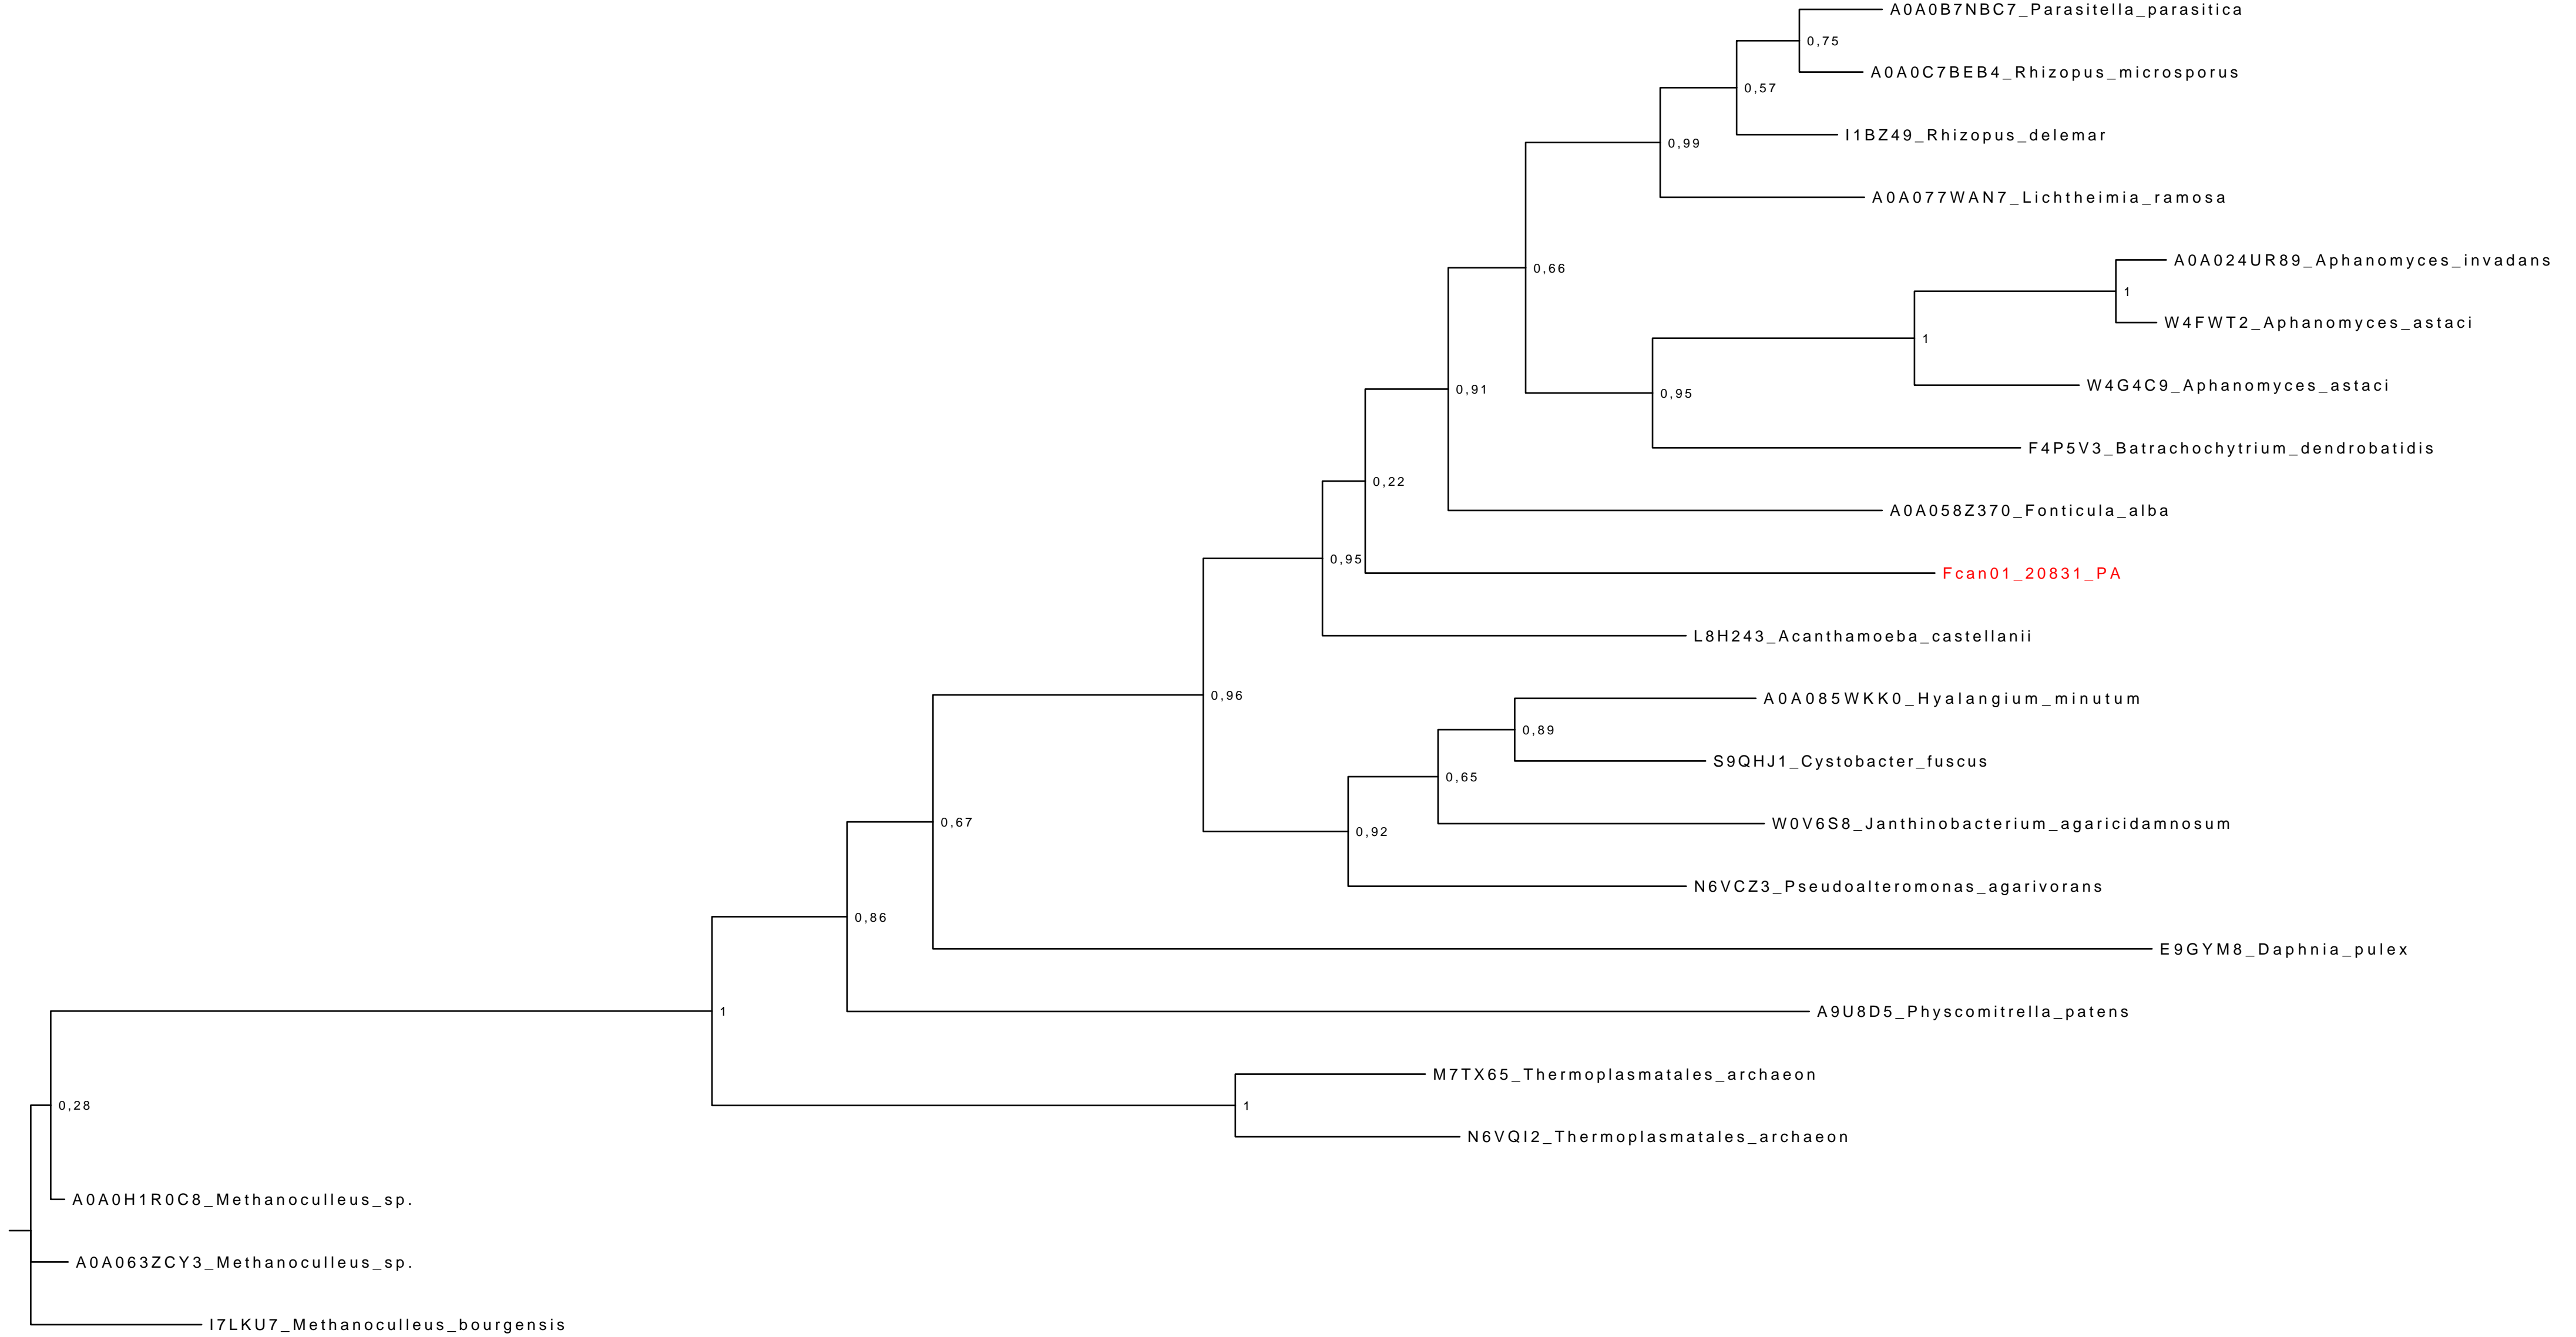 A0A0B7NBC7_Parasitella_parasitica
0,75
A0A0C7BEB4_Rhizopus_microsporus
0,57
I1BZ49_Rhizopus_delemar
0,99
A0A077WAN7_Lichtheimia_ramosa
0,66
A0A024UR89_Aphanomyces_invadans
1
W4FWT2_Aphanomyces_astaci
1
W4G4C9_Aphanomyces_astaci
0,91
0,95
F4P5V3_Batrachochytrium_dendrobatidis
0,22
A0A058Z370_Fonticula_alba
0,95
Fcan01_20831_PA
L8H243_Acanthamoeba_castellanii
0,96
A0A085WKK0_Hyalangium_minutum
0,89
S9QHJ1_Cystobacter_fuscus
0,65
W0V6S8_Janthinobacterium_agaricidamnosum
0,67
0,92
N6VCZ3_Pseudoalteromonas_agarivorans
0,86
E9GYM8_Daphnia_pulex
1
A9U8D5_Physcomitrella_patens
M7TX65_Thermoplasmatales_archaeon
0,28
1
N6VQI2_Thermoplasmatales_archaeon
A0A0H1R0C8_Methanoculleus_sp.
A0A063ZCY3_Methanoculleus_sp.
I7LKU7_Methanoculleus_bourgensis